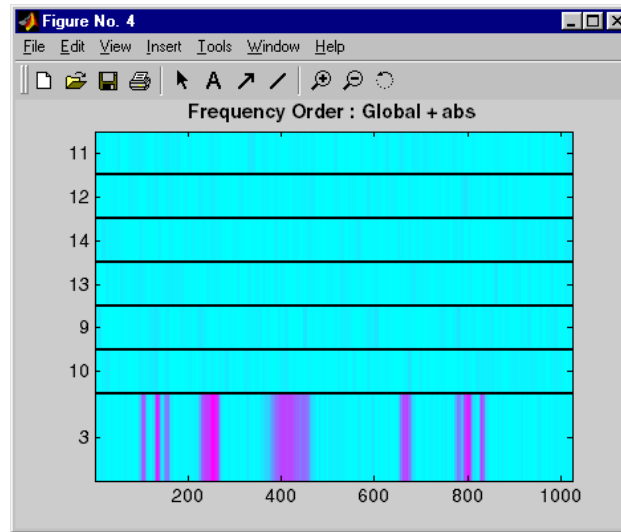 Figure No. 4
File Edit View Insert Tools Window Help
A
Frequency Order : Global + abs
11
12
14
13
9
10
3
200 400 600 800 1000